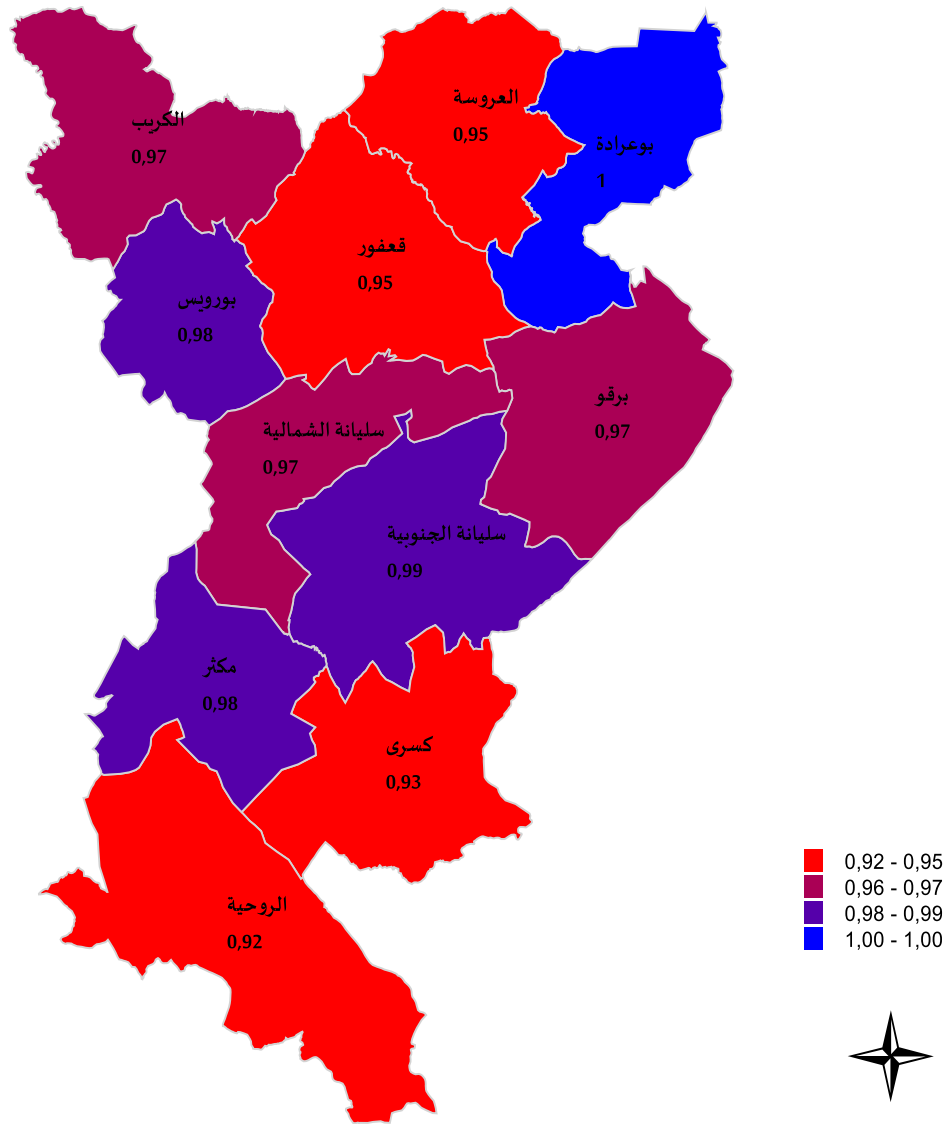 العروسة
0,95
الكريب
0,97
بوعرادة
1
قعفور
0,95
بورويس
0,98
برقو
0,97
سليانة الشمالية
0,97
سليانة الجنوبية
0,99
مكثر
0,98
كسرى
0,93
الروحية
0,92
0,92 - 0,95
0,96 - 0,97
0,98 - 0,99
1,00 - 1,00